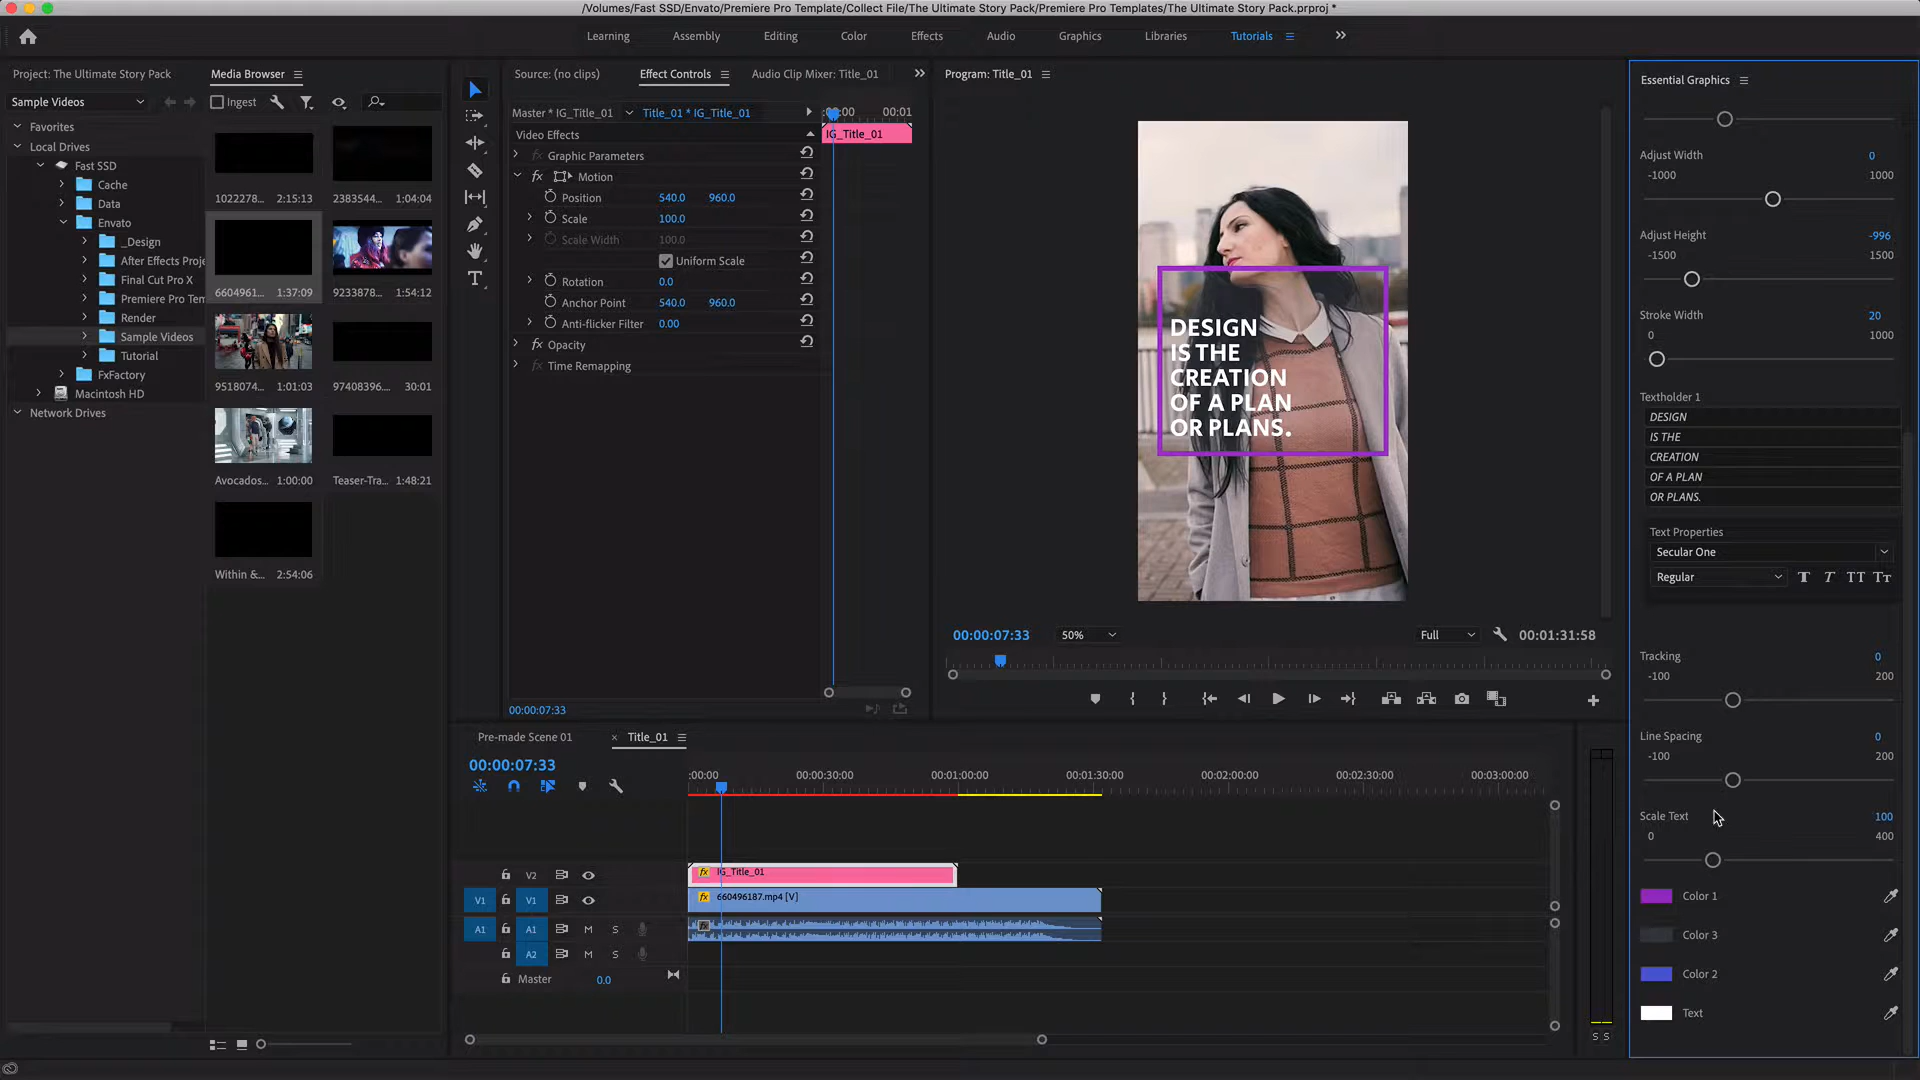 /Volumes/Fast SSD/Envato/Premiere Pro Template/Collect File/The Ultimate Story Pack/Premiere Pro Templates/The Ultimate Story Pack.prproj *
Learning Assembly Editing Color Effects Audio Graphics Libraries Tutorials
Project: The Ultimate Story Pack Media Browser
Sample Videos Ingest
Favorites
Local Drives
Fast SSD
Cache
Data
Envato
_Design
After Effects Proje
Final Cut Pro X
Premiere Pro Tem
Render
Sample Videos
Tutorial
FxFactory
Macintosh HD
Network Drives
1022278... 2:15:13 2383544... 1:04:04
6604961... 1:37:09 9233878... 1:54:12
9518074... 1:01:03 97408396... 30:01
Avocados... 1:00:00 Teaser-Tra... 1:48:21
Within &... 2:54:06
Source: (no clips) Effect Controls Audio Clip Mixer: Title_01
Master * IG_Title_01 Title_01 * IG_Title_01 :00:00 00:01
Video Effects IG_Title_01
fx Graphic Parameters
fx Motion
Position 540.0 960.0
Scale 100.0
Scale Width 100.0
Uniform Scale
Rotation 0.0
Anchor Point 540.0 960.0
Anti-flicker Filter 0.00
fx Opacity
fx Time Remapping
00:00:07:33
Program: Title_01
DESIGN
IS THE
CREATION
OF A PLAN
OR PLANS.
00:00:07:33 50% Full 00:01:31:58
Essential Graphics
Adjust Width 0
-1000 1000
Adjust Height -996
-1500 1500
Stroke Width 20
0 1000
Textholder 1
DESIGN
IS THE
CREATION
OF A PLAN
OR PLANS.
Text Properties
Secular One
Regular T T TT Tт
Tracking 0
-100 200
Line Spacing 0
-100 200
Scale Text 100
0 400
Color 1
Color 3
Color 2
Text
Pre-made Scene 01 × Title_01
00:00:07:33
:00:00 00:00:30:00 00:01:00:00 00:01:30:00 00:02:00:00 00:02:30:00 00:03:00:00
V2 fx IG_Title_01
V1 V1 fx 660496187.mp4 [V]
A1 A1 M S
A2 M S
Master 0.0
S S